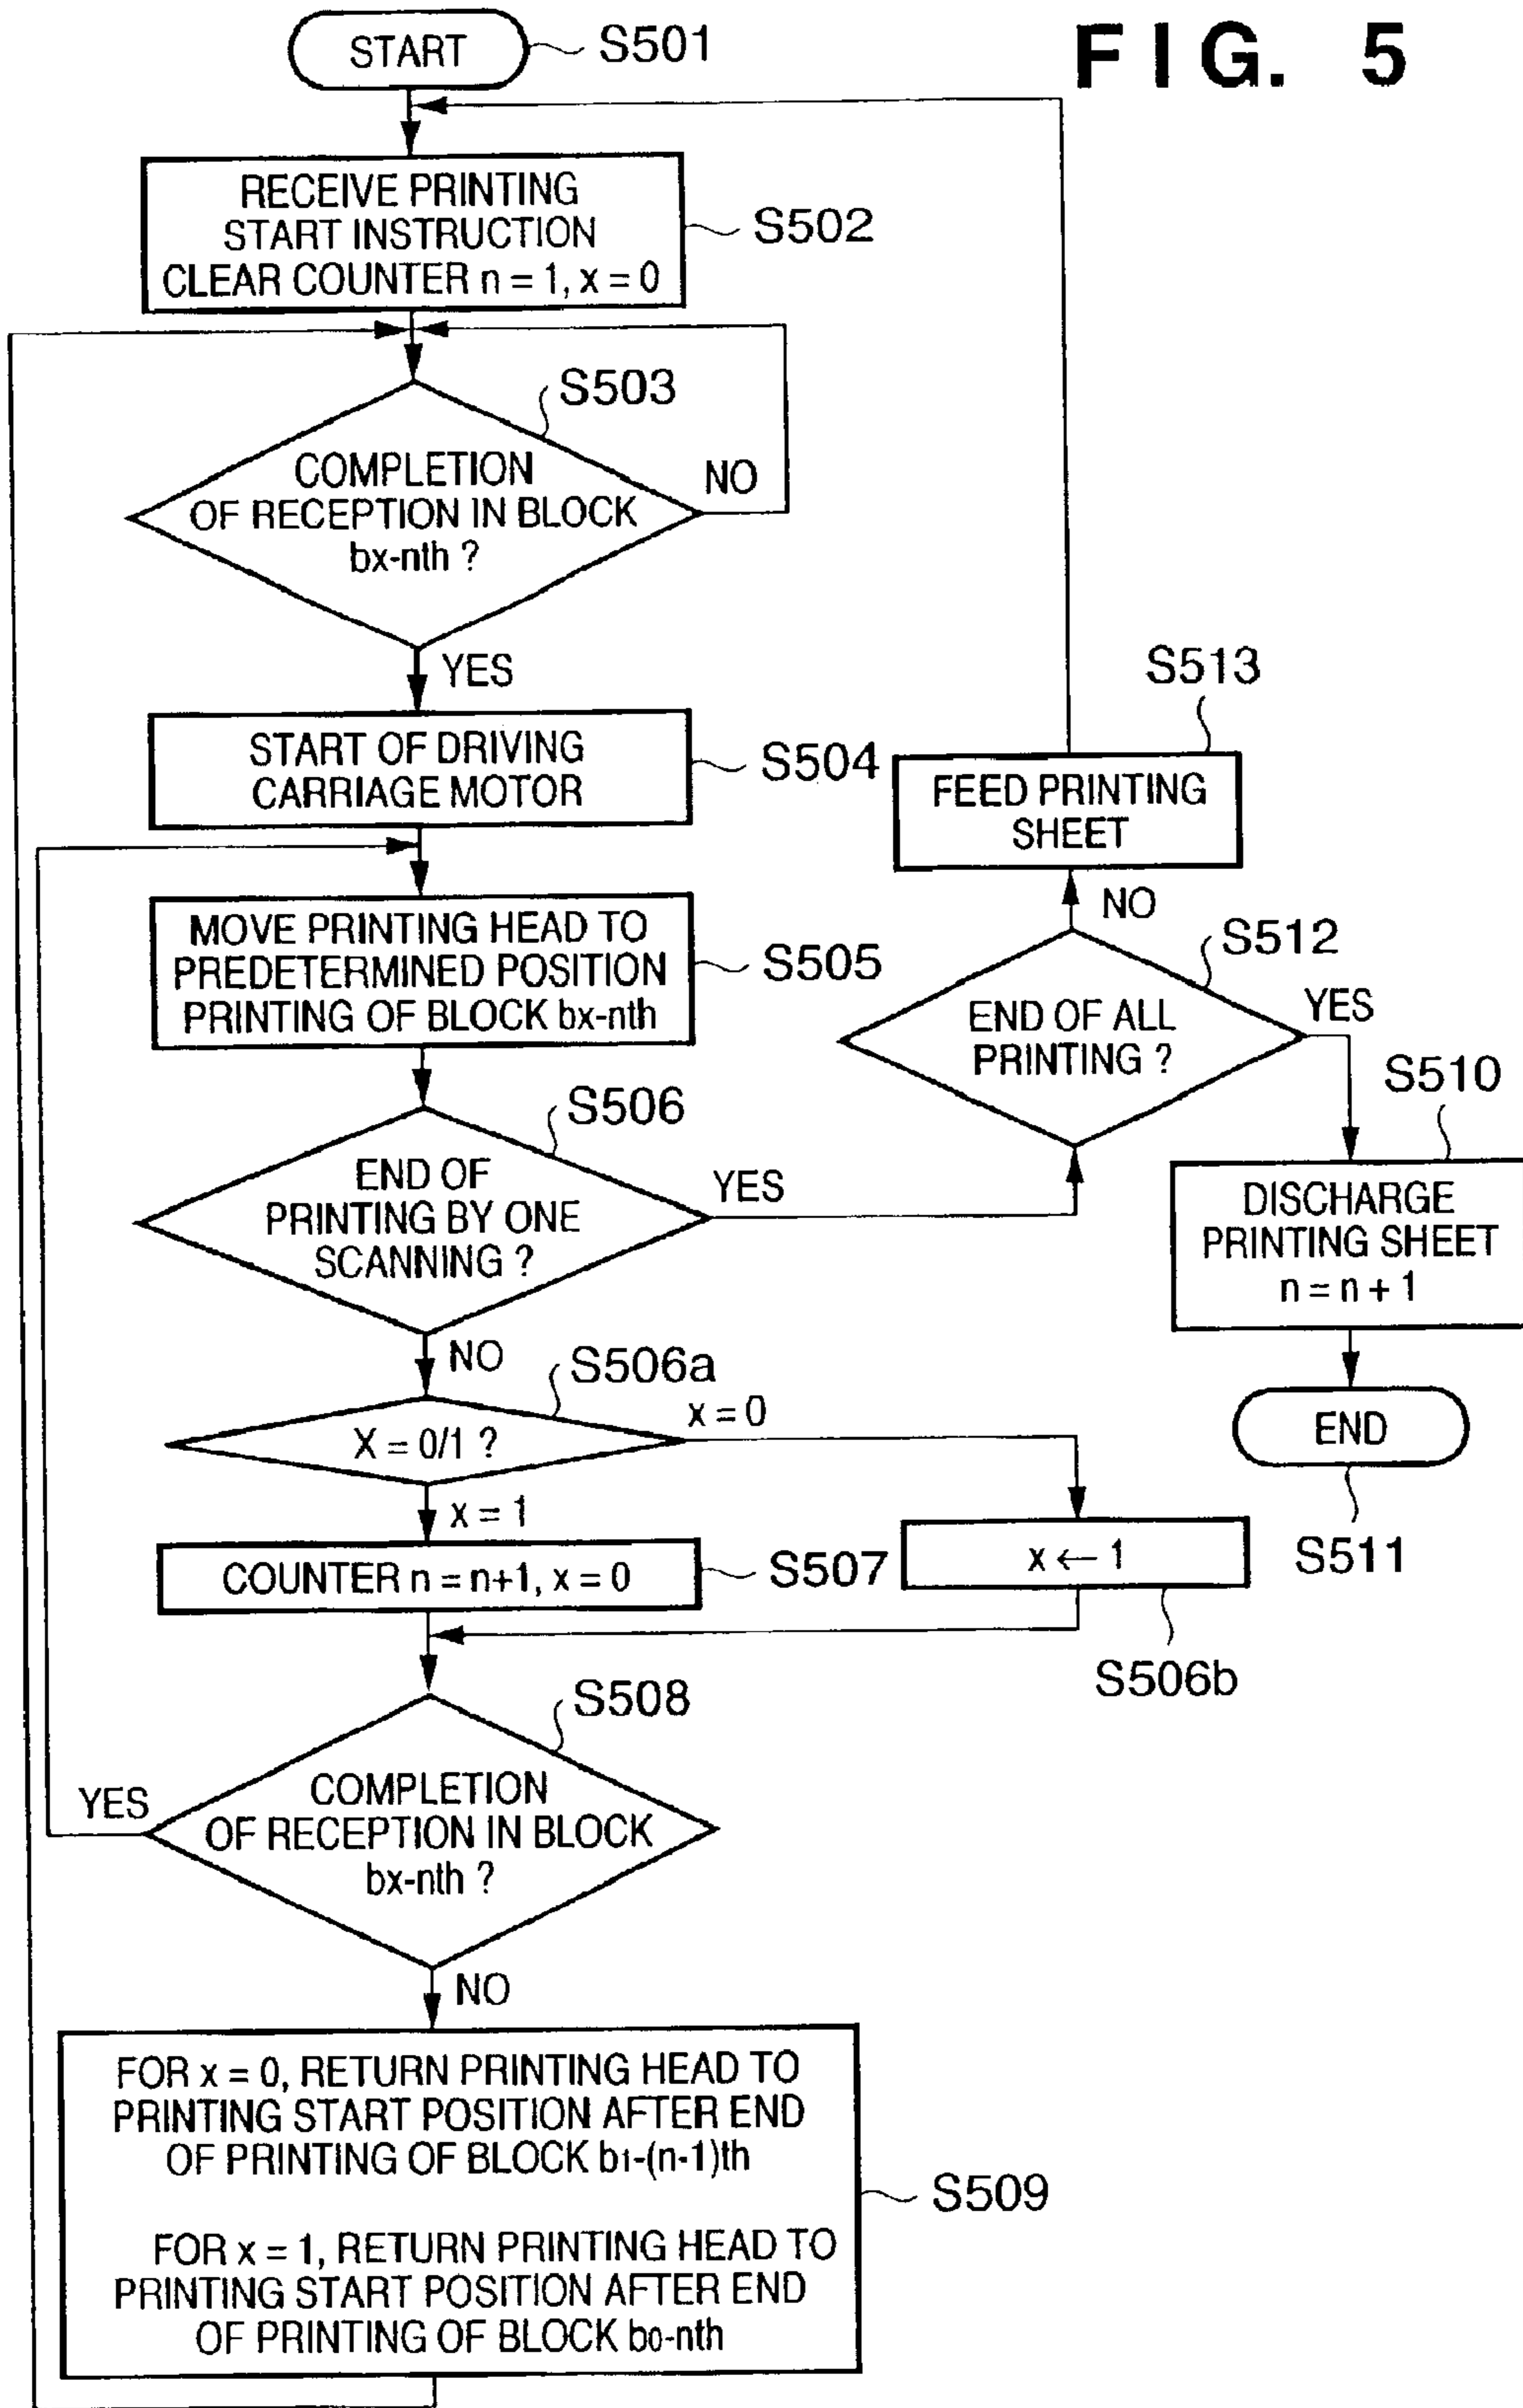 FIG. 5
START
S501
RECEIVE PRINTING
START INSTRUCTION
CLEAR COUNTER n = 1, x = 0
S502
S503
COMPLETION
OF RECEPTION IN BLOCK
bx-nth ?
NO
YES
START OF DRIVING
CARRIAGE MOTOR
S504
MOVE PRINTING HEAD TO
PREDETERMINED POSITION
PRINTING OF BLOCK bx-nth
S505
S506
END OF
PRINTING BY ONE
SCANNING ?
YES
NO
S513
FEED PRINTING
SHEET
NO
S512
END OF ALL
PRINTING ?
YES
S510
DISCHARGE
PRINTING SHEET
n = n + 1
END
S511
S506a
X = 0/1 ?
x = 0
x = 1
COUNTER n = n+1, x = 0
S507
x ← 1
S506b
S508
COMPLETION
OF RECEPTION IN BLOCK
bx-nth ?
YES
NO
FOR x = 0, RETURN PRINTING HEAD TO
PRINTING START POSITION AFTER END
OF PRINTING OF BLOCK b1-(n-1)th
FOR x = 1, RETURN PRINTING HEAD TO
PRINTING START POSITION AFTER END
OF PRINTING OF BLOCK b0-nth
S509